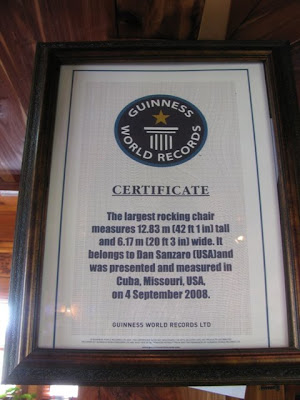 GUINNESS
WORLD RECORDS
CERTIFICATE
The largest rocking chair
measures 12.83 m (42 ft 1 in) tall
and 6.17 m (20 ft 3 in) wide. It
belongs to Dan Sanzaro (USA)and
was presented and measured in
Cuba, Missouri, USA,
on 4 September 2008.
GUINNESS WORLD RECORDS LTD